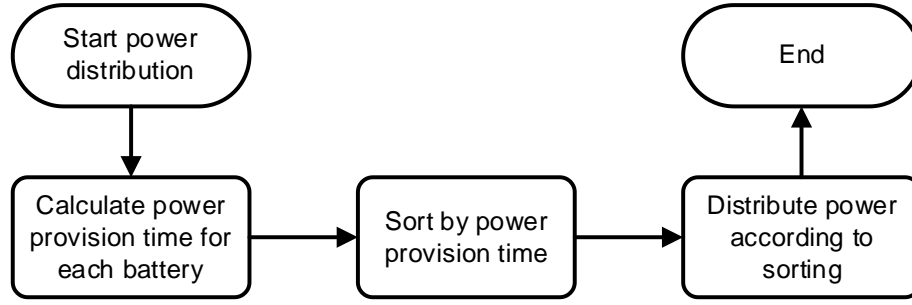 Start power
distribution
Calculate power
provision time for
each battery
Sort by power
provision time
Distribute power
according to
sorting
End